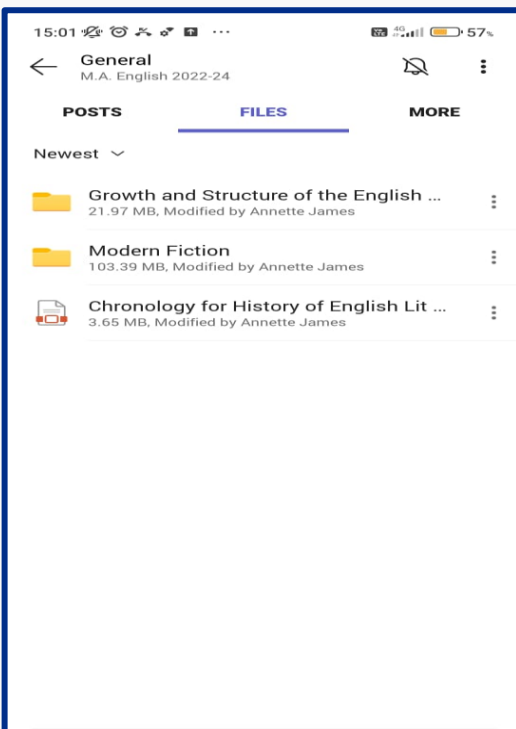 15:01 ... 4G 57%
General
M.A. English 2022-24
POSTS FILES MORE
Newest
Growth and Structure of the English ...
21.97 MB, Modified by Annette James
Modern Fiction
103.39 MB, Modified by Annette James
Chronology for History of English Lit ...
3.65 MB, Modified by Annette James